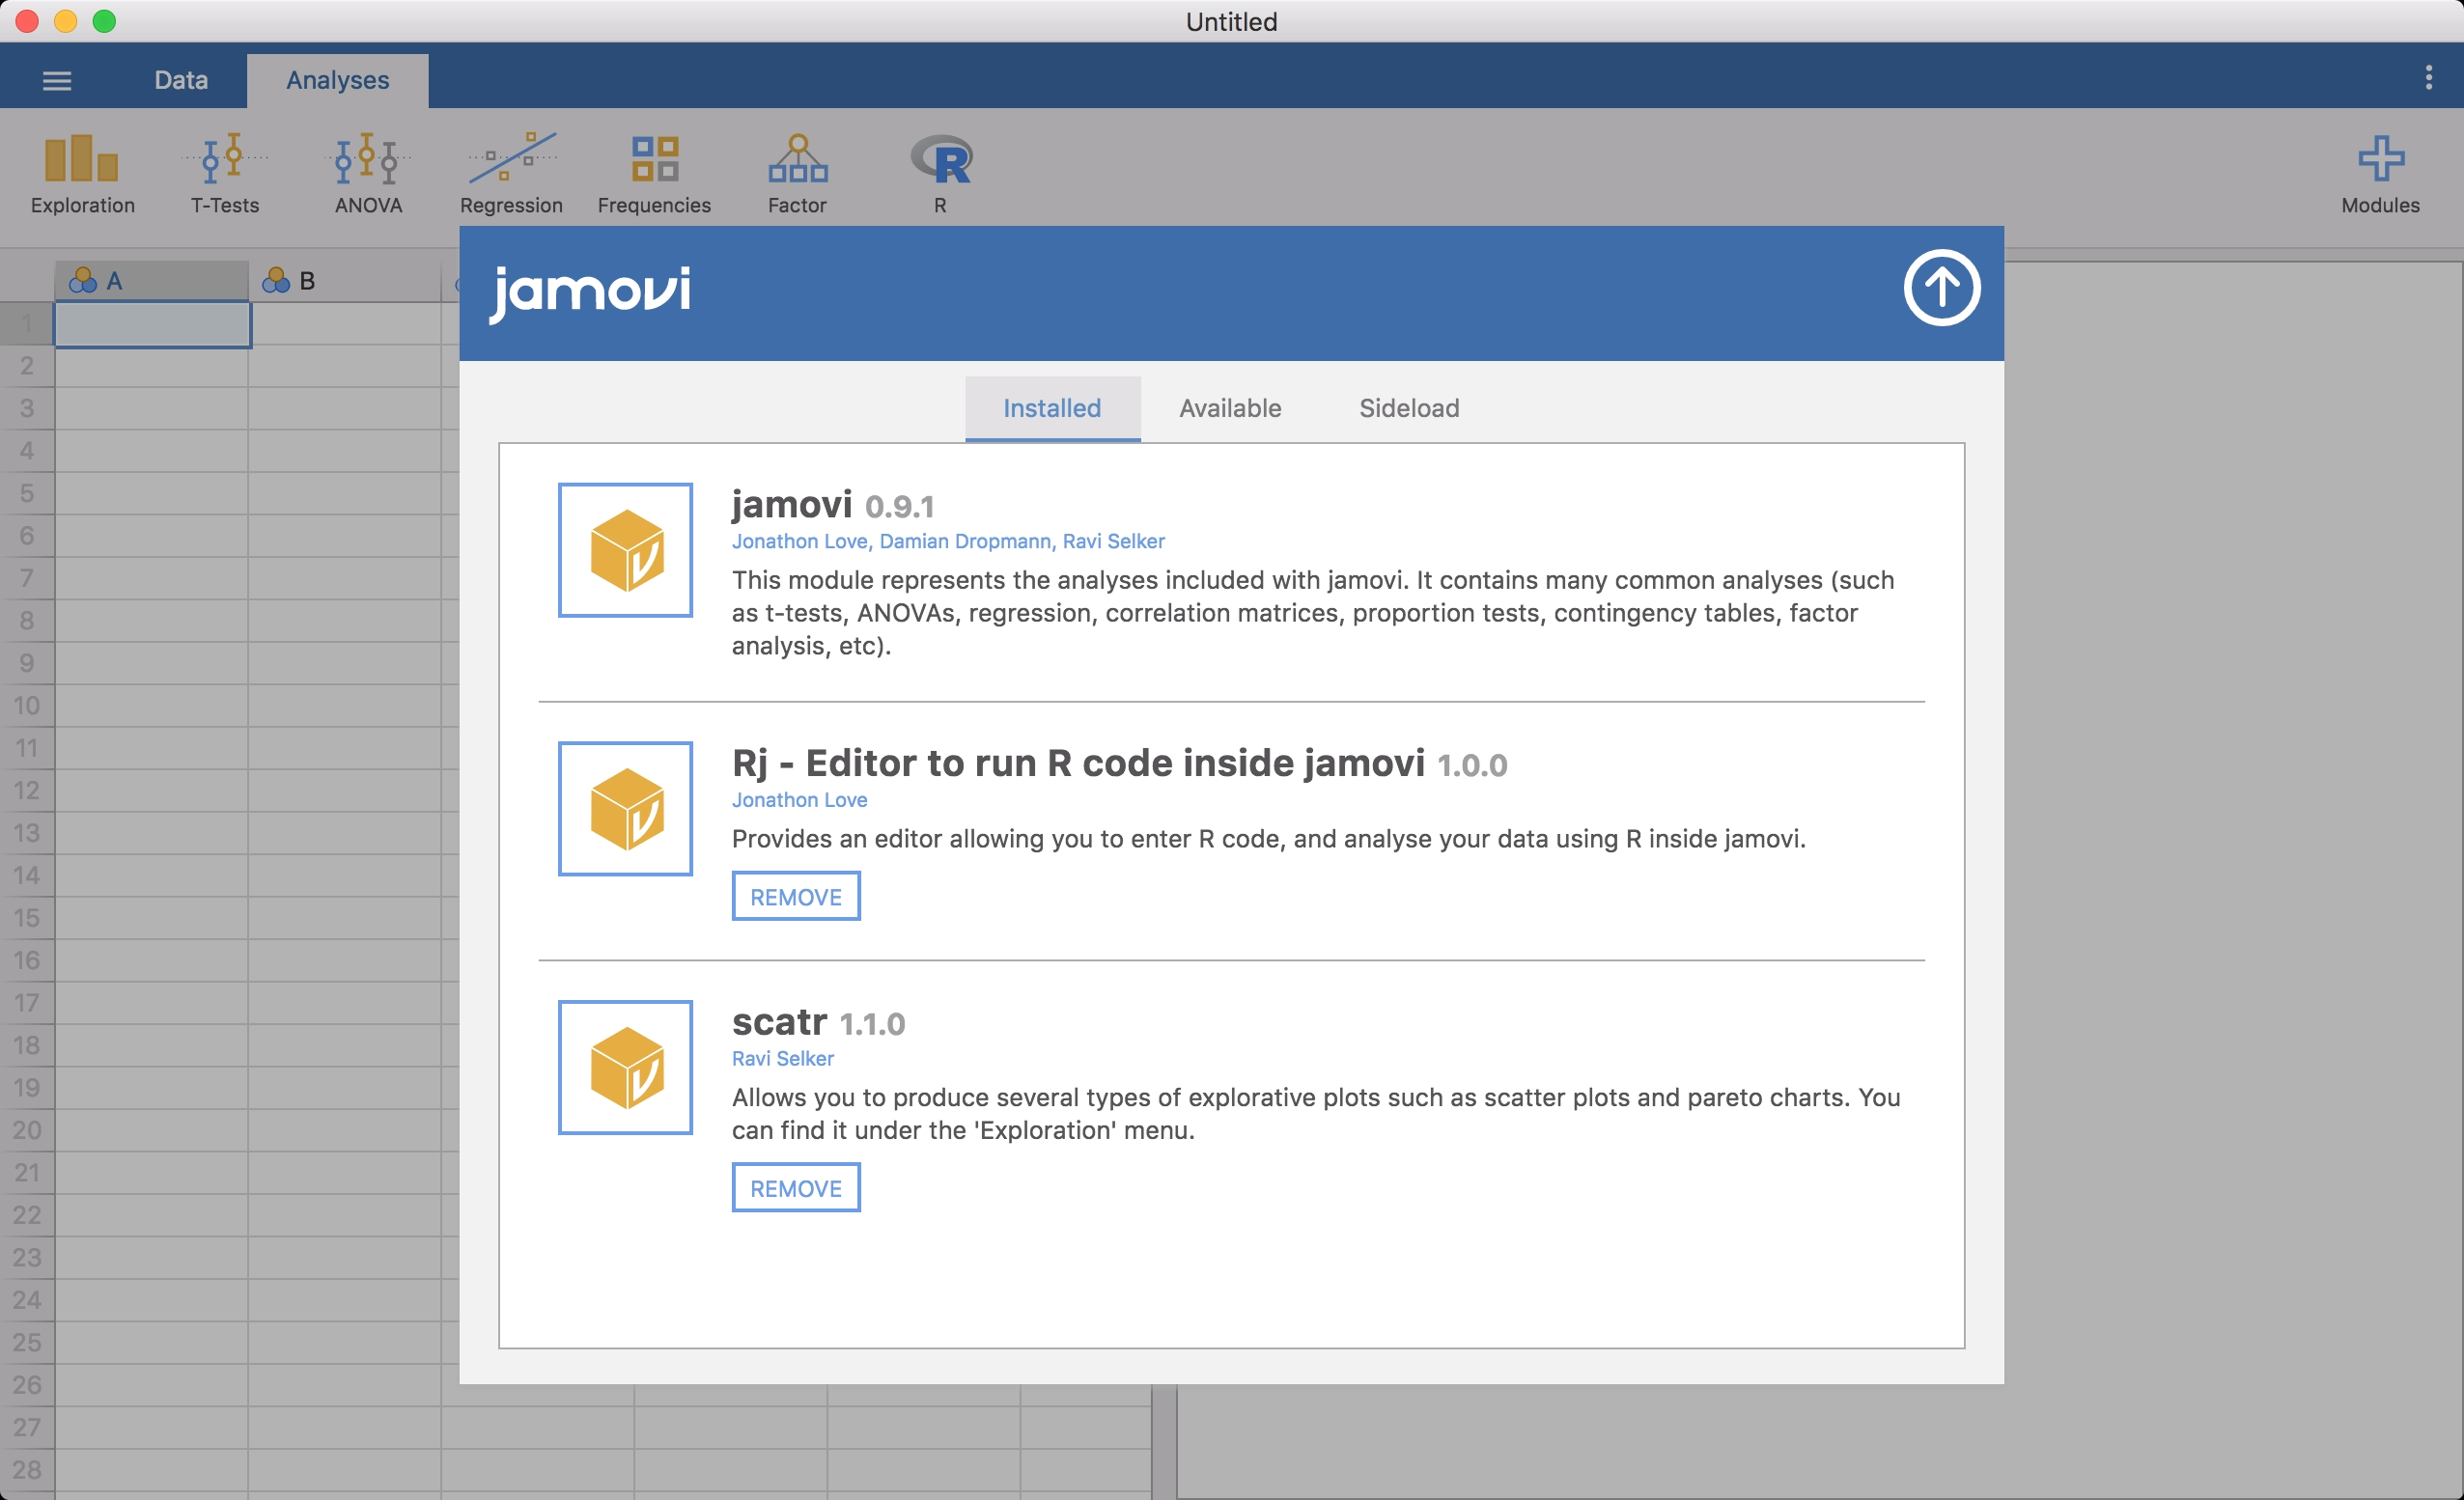 Untitled
Data Analyses
Exploration T-Tests ANOVA Regression Frequencies Factor R Modules
A B
jamovi
Installed Available Sideload
jamovi 0.9.1
Jonathon Love, Damian Dropmann, Ravi Selker
This module represents the analyses included with jamovi. It contains many common analyses (such
as t-tests, ANOVAs, regression, correlation matrices, proportion tests, contingency tables, factor
analysis, etc).
Rj - Editor to run R code inside jamovi 1.0.0
Jonathon Love
Provides an editor allowing you to enter R code, and analyse your data using R inside jamovi.
REMOVE
scatr 1.1.0
Ravi Selker
Allows you to produce several types of explorative plots such as scatter plots and pareto charts. You
can find it under the 'Exploration' menu.
REMOVE
1
2
3
4
5
6
7
8
9
10
11
12
13
14
15
16
17
18
19
20
21
22
23
24
25
26
27
28